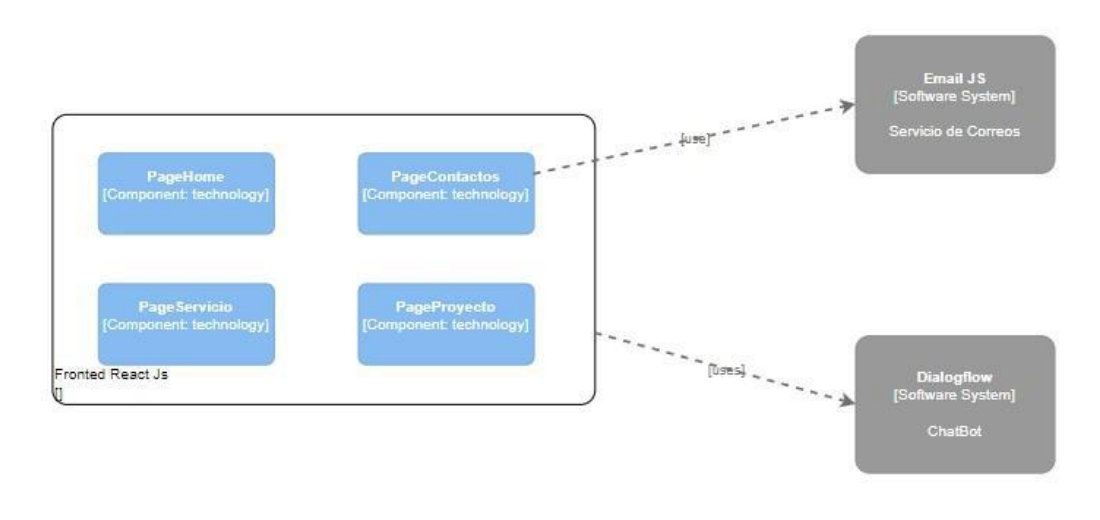 Email JS
[Software System]
Servicio de Correos
[use]
PageHome
[Component: technology]
PageContactos
[Component: technology]
PageServicio
[Component: technology]
PageProyecto
[Component: technology]
Fronted React Js
[]
[uses]
Dialogflow
[Software System]
ChatBot